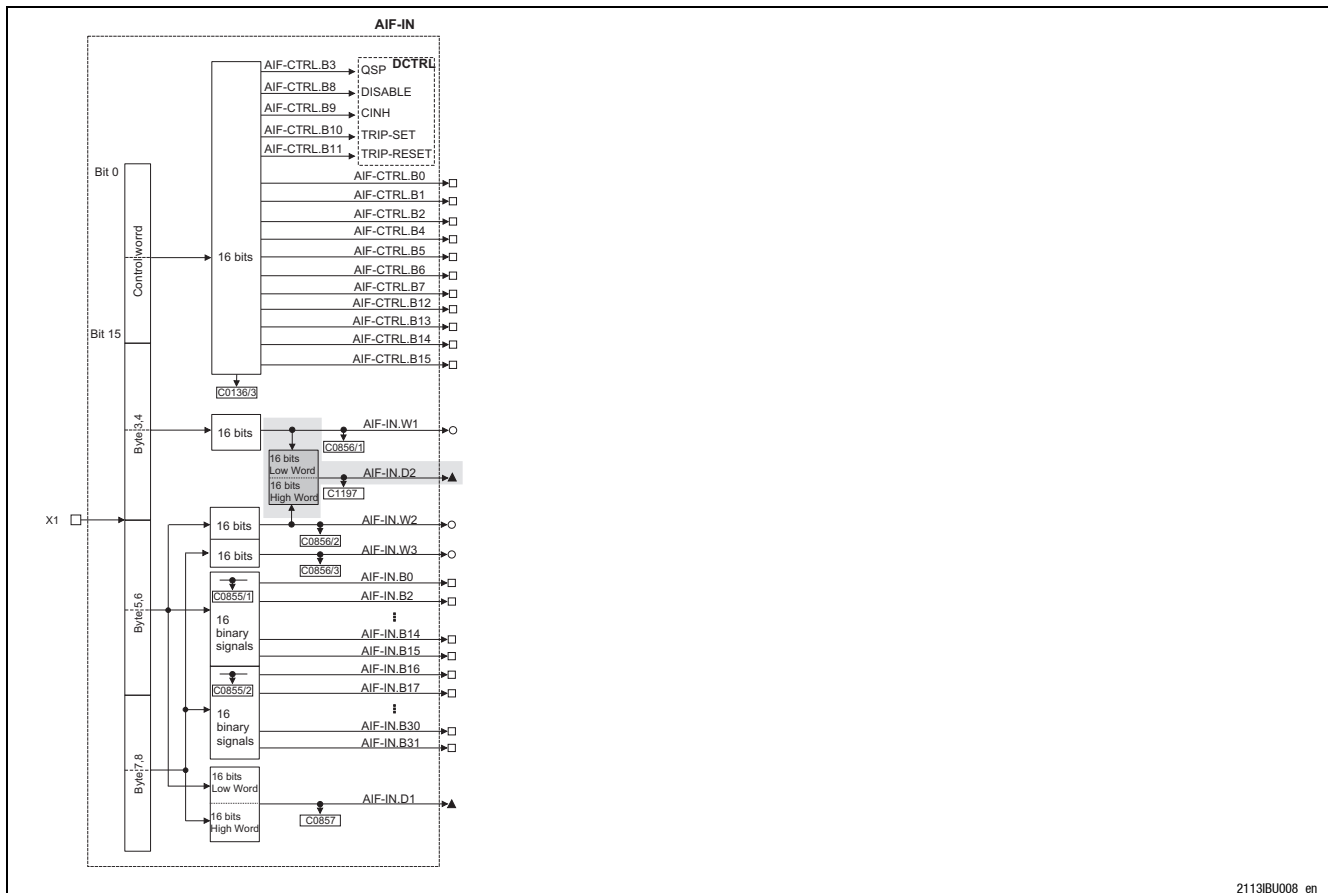 AIF-IN
AIF-CTRL.B3
QSP
DCTRL
AIF-CTRL.B8
DISABLE
AIF-CTRL.B9
CINH
AIF-CTRL.B10
TRIP-SET
AIF-CTRL.B11
TRIP-RESET
Bit 0
AIF-CTRL.B0
AIF-CTRL.B1
AIF-CTRL.B2
AIF-CTRL.B4
Control worrd
16 bits
AIF-CTRL.B5
AIF-CTRL.B6
AIF-CTRL.B7
AIF-CTRL.B12
AIF-CTRL.B13
Bit 15
AIF-CTRL.B14
AIF-CTRL.B15
C0136/3
Byte 3,4
16 bits
AIF-IN.W1
C0856/1
16 bits
Low Word
AIF-IN.D2
16 bits
High Word
C1197
X1
16 bits
AIF-IN.W2
C0856/2
16 bits
AIF-IN.W3
C0856/3
AIF-IN.B0
C0855/1
AIF-IN.B2
Byte 5,6
16
binary
signals
AIF-IN.B14
AIF-IN.B15
AIF-IN.B16
C0855/2
AIF-IN.B17
16
binary
signals
AIF-IN.B30
AIF-IN.B31
Byte 7,8
16 bits
Low Word
AIF-IN.D1
16 bits
High Word
C0857
2113IBU008_en